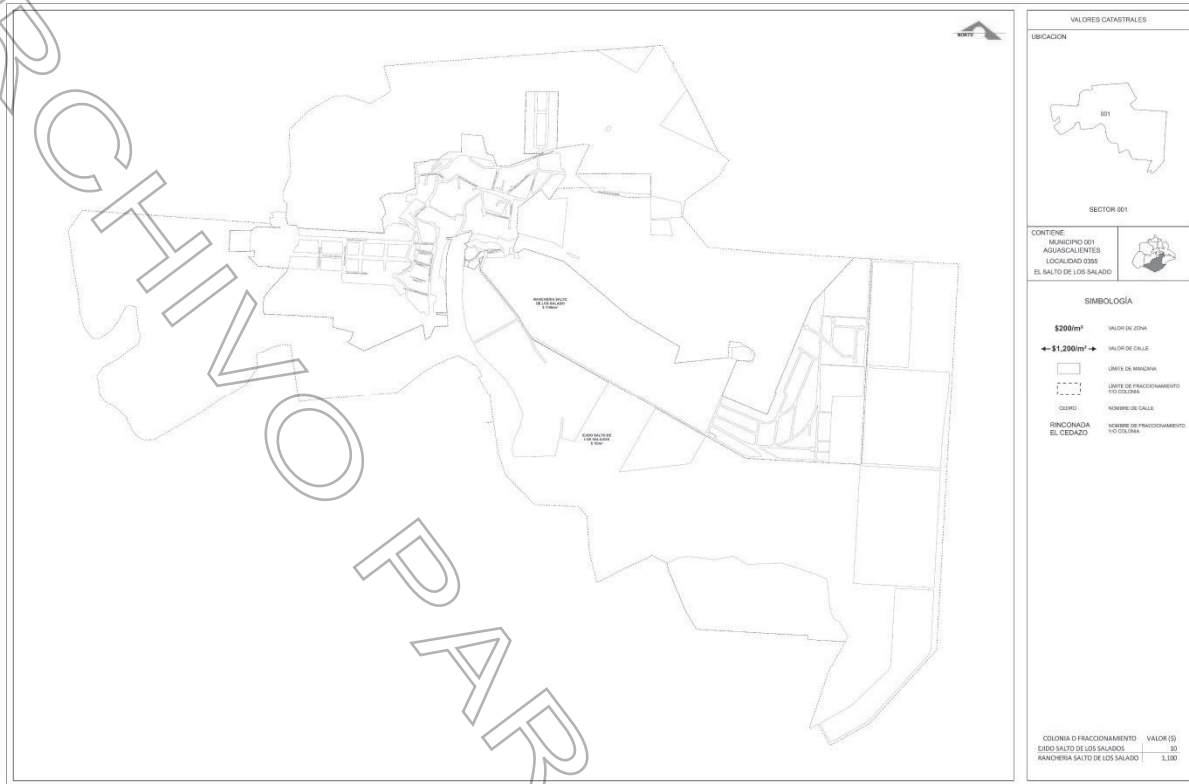 NORTE
RANCHERIA SALTO
DE LOS SALADO
EJIDO SALTO DE
LOS SALADOS
VALORES CATASTRALES
UBICACION
001
SECTOR 001
CONTIENE:
MUNICIPIO 001
AGUASCALIENTES
LOCALIDAD 0355
EL SALTO DE LOS SALADO
SIMBOLOGÍA
$200/m² VALOR DE ZONA
$1,200/m² VALOR DE CALLE
LÍMITE DE MANZANA
LÍMITE DE FRACCIONAMIENTO
Y/O COLONIA
CEDRO NOMBRE DE CALLE
RINCONADA
EL CEDAZO
NOMBRE DE FRACCIONAMIENTO
Y/O COLONIA
COLONIA O FRACCIONAMIENTO VALOR ($)
EJIDO SALTO DE LOS SALADOS 10
RANCHERIA SALTO DE LOS SALADO 1,100
RCHIVO PAR